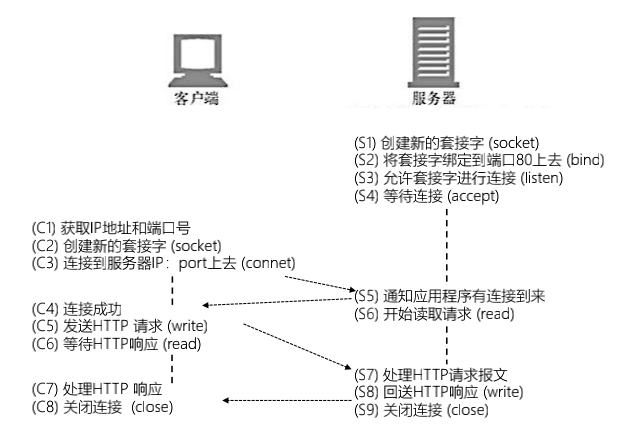 客户端
服务器
(S1) 创建新的套接字 (socket)
(S2) 将套接字绑定到端口80上去 (bind)
(S3) 允许套接字进行连接 (listen)
(S4) 等待连接 (accept)
(C1) 获取IP地址和端口号
(C2) 创建新的套接字 (socket)
(C3) 连接到服务器IP：port上去 (connet)
(S5) 通知应用程序有连接到来
(S6) 开始读取请求 (read)
(C4) 连接成功
(C5) 发送HTTP 请求 (write)
(C6) 等待HTTP响应 (read)
(S7) 处理HTTP请求报文
(S8) 回送HTTP响应 (write)
(S9) 关闭连接 (close)
(C7) 处理HTTP 响应
(C8) 关闭连接 (close)